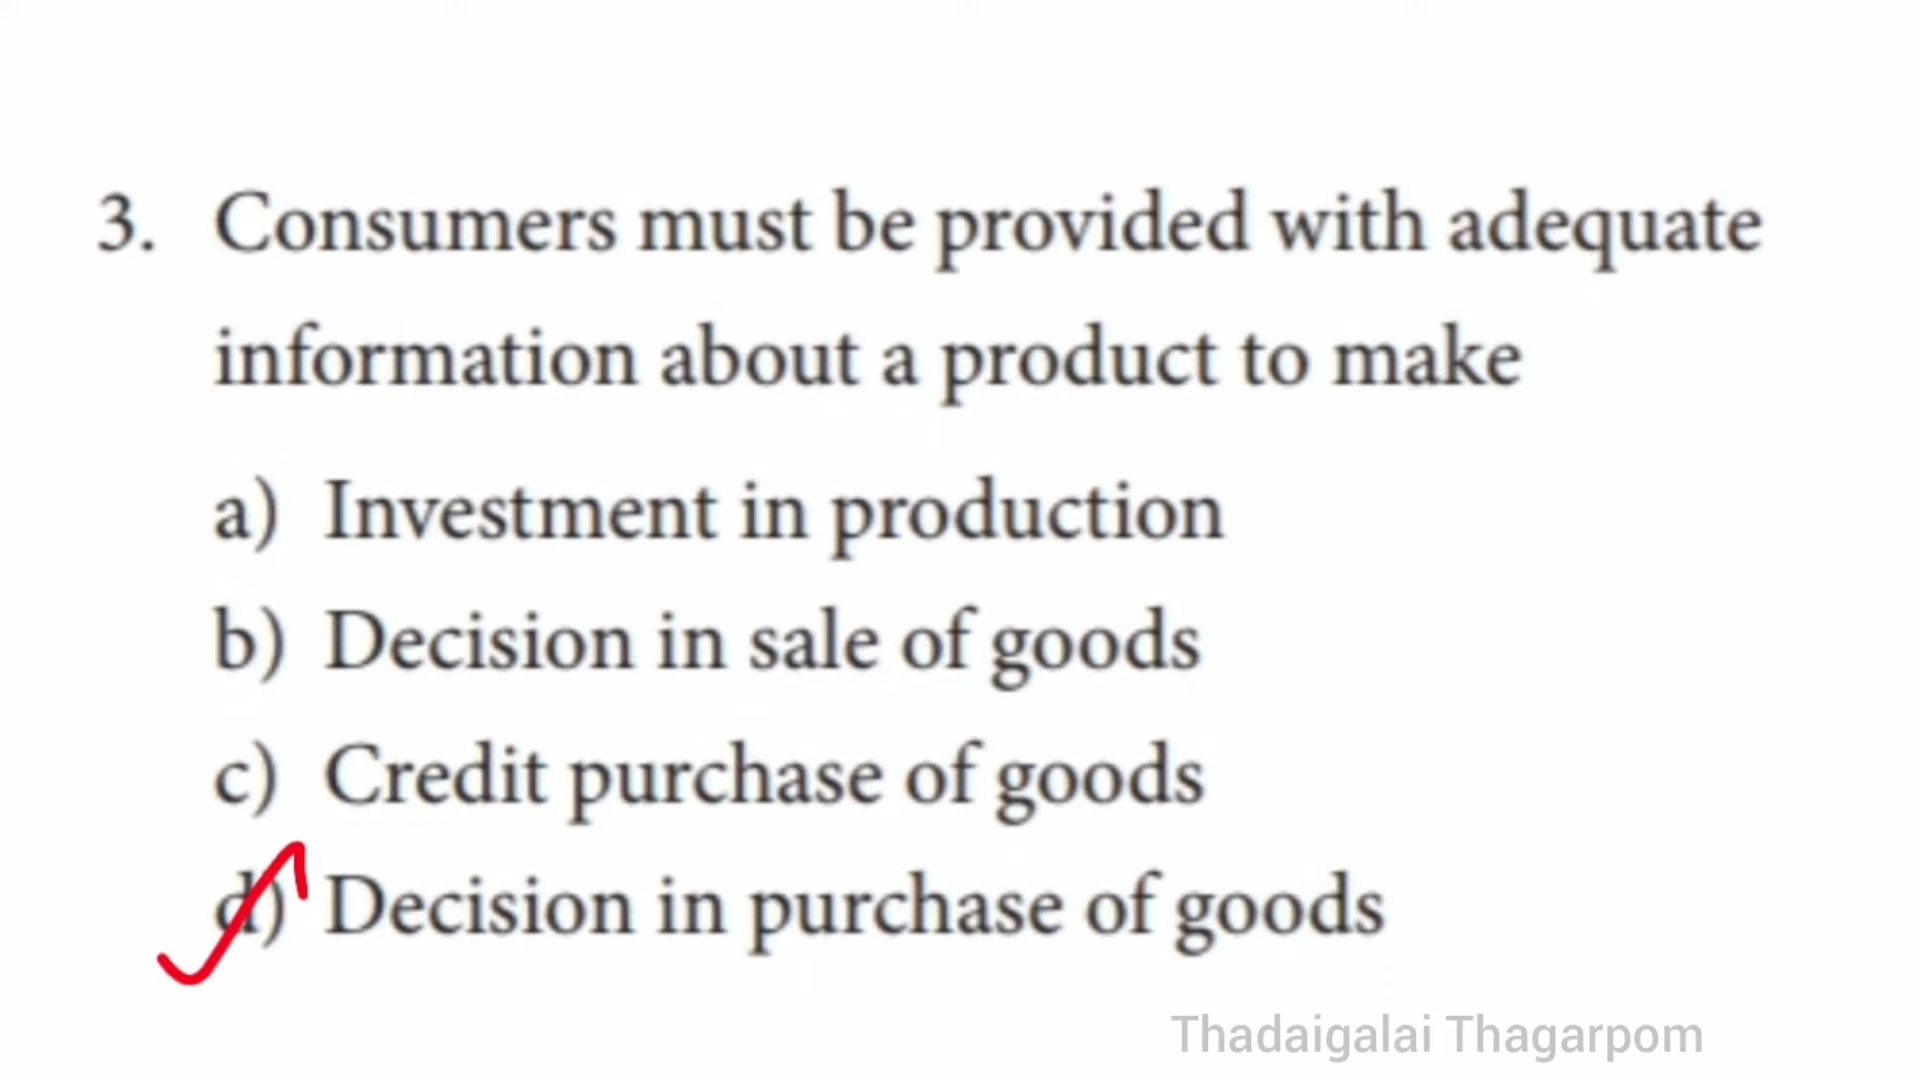 3. Consumers must be provided with adequate
information about a product to make
a) Investment in production
b) Decision in sale of goods
c) Credit purchase of goods
d) Decision in purchase of goods
Thadaigalai Thagarpom